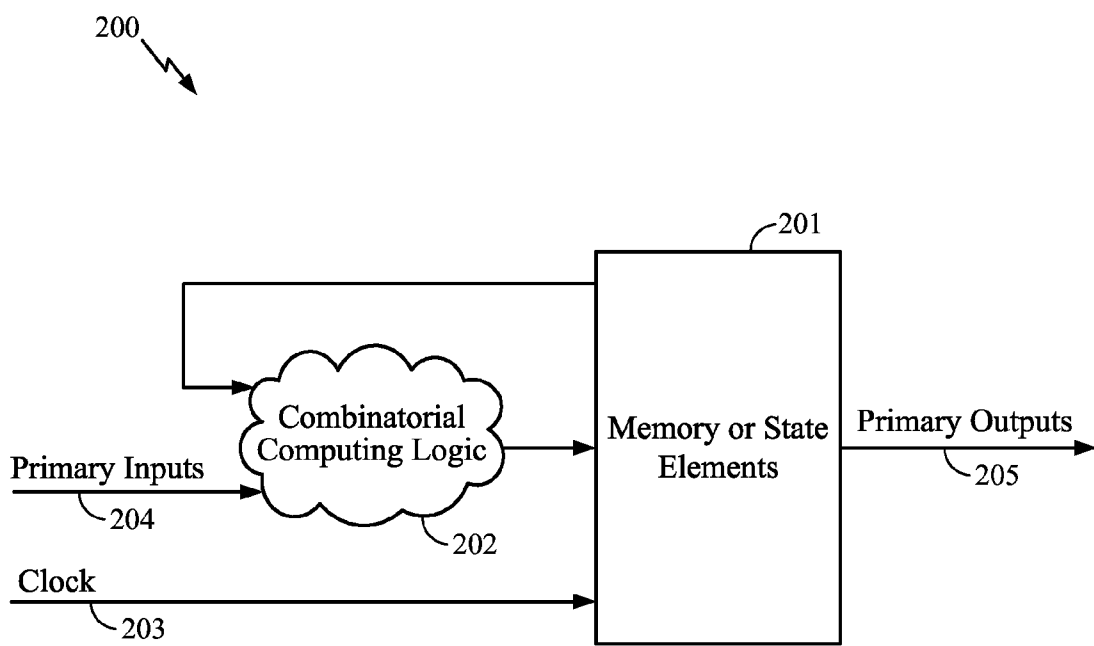 200
201
Combinatorial
Computing Logic
Memory or State
Elements
Primary Outputs
205
Primary Inputs
204
202
Clock
203